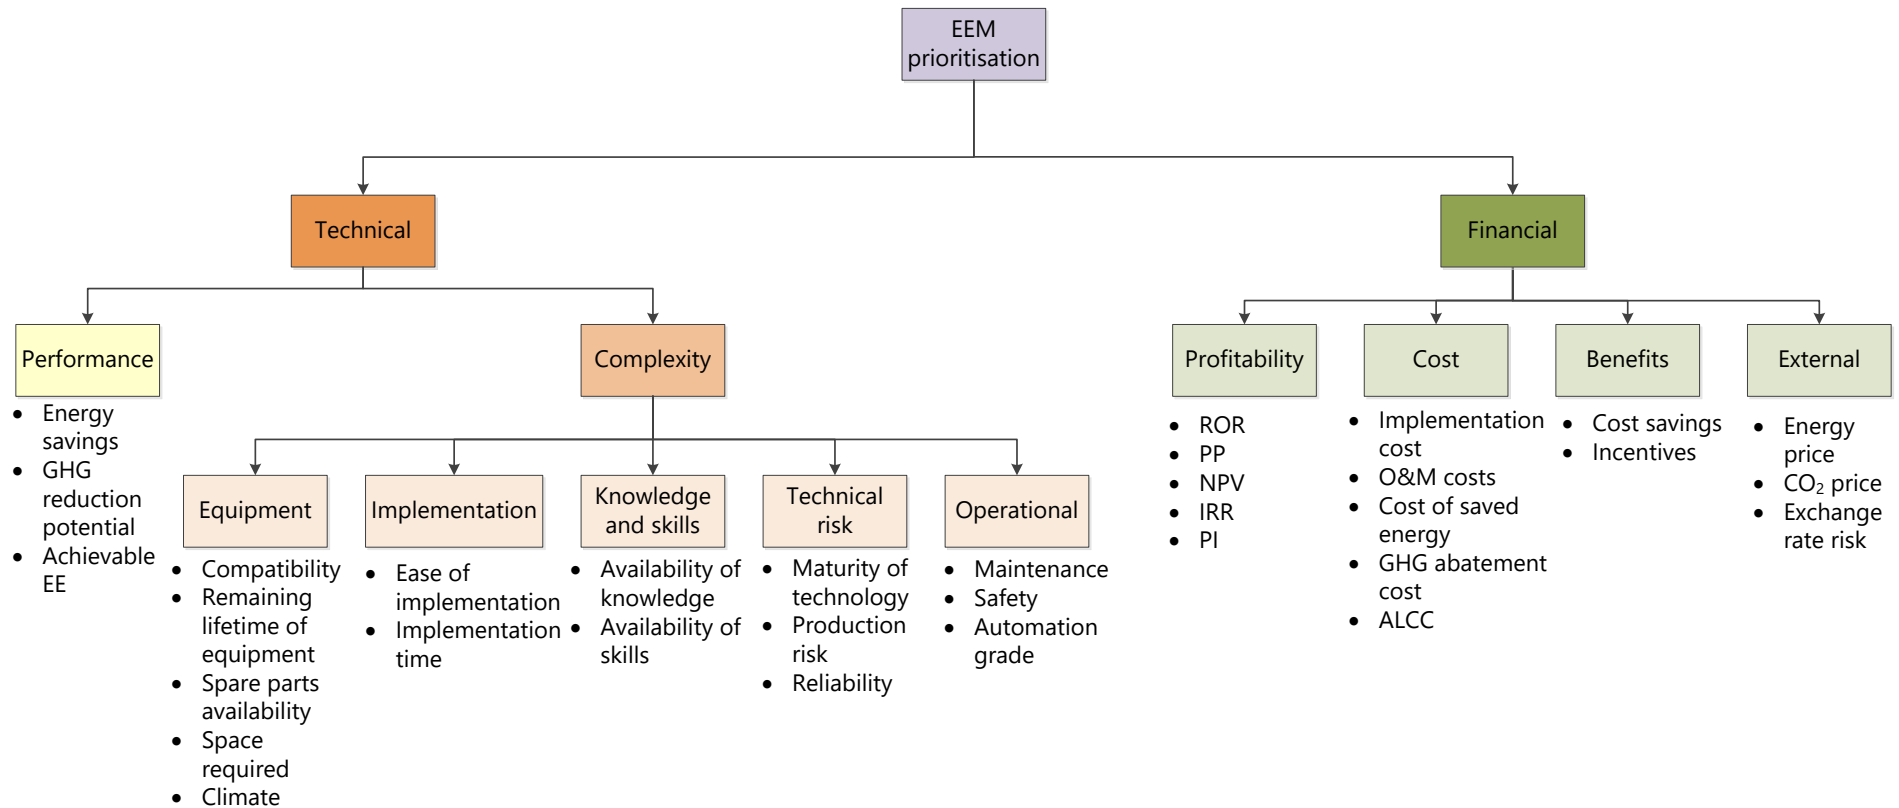 EEM
prioritisation
Technical
Financial
Performance
Complexity
Profitability
Cost
Benefits
External
• Energy
savings
• GHG
reduction
potential
• Achievable
EE
Equipment
Implementation
Knowledge
and skills
Technical
risk
Operational
• Compatibility
• Remaining
lifetime of
equipment
• Spare parts
availability
• Space
required
• Climate
• Ease of
implementation
• Implementation
time
• Availability of
knowledge
• Availability of
skills
• Maturity of
technology
• Production
risk
• Reliability
• Maintenance
• Safety
• Automation
grade
• ROR
• PP
• NPV
• IRR
• PI
• Implementation
cost
• O&M costs
• Cost of saved
energy
• GHG abatement
cost
• ALCC
• Cost savings
• Incentives
• Energy
price
• CO₂ price
• Exchange
rate risk